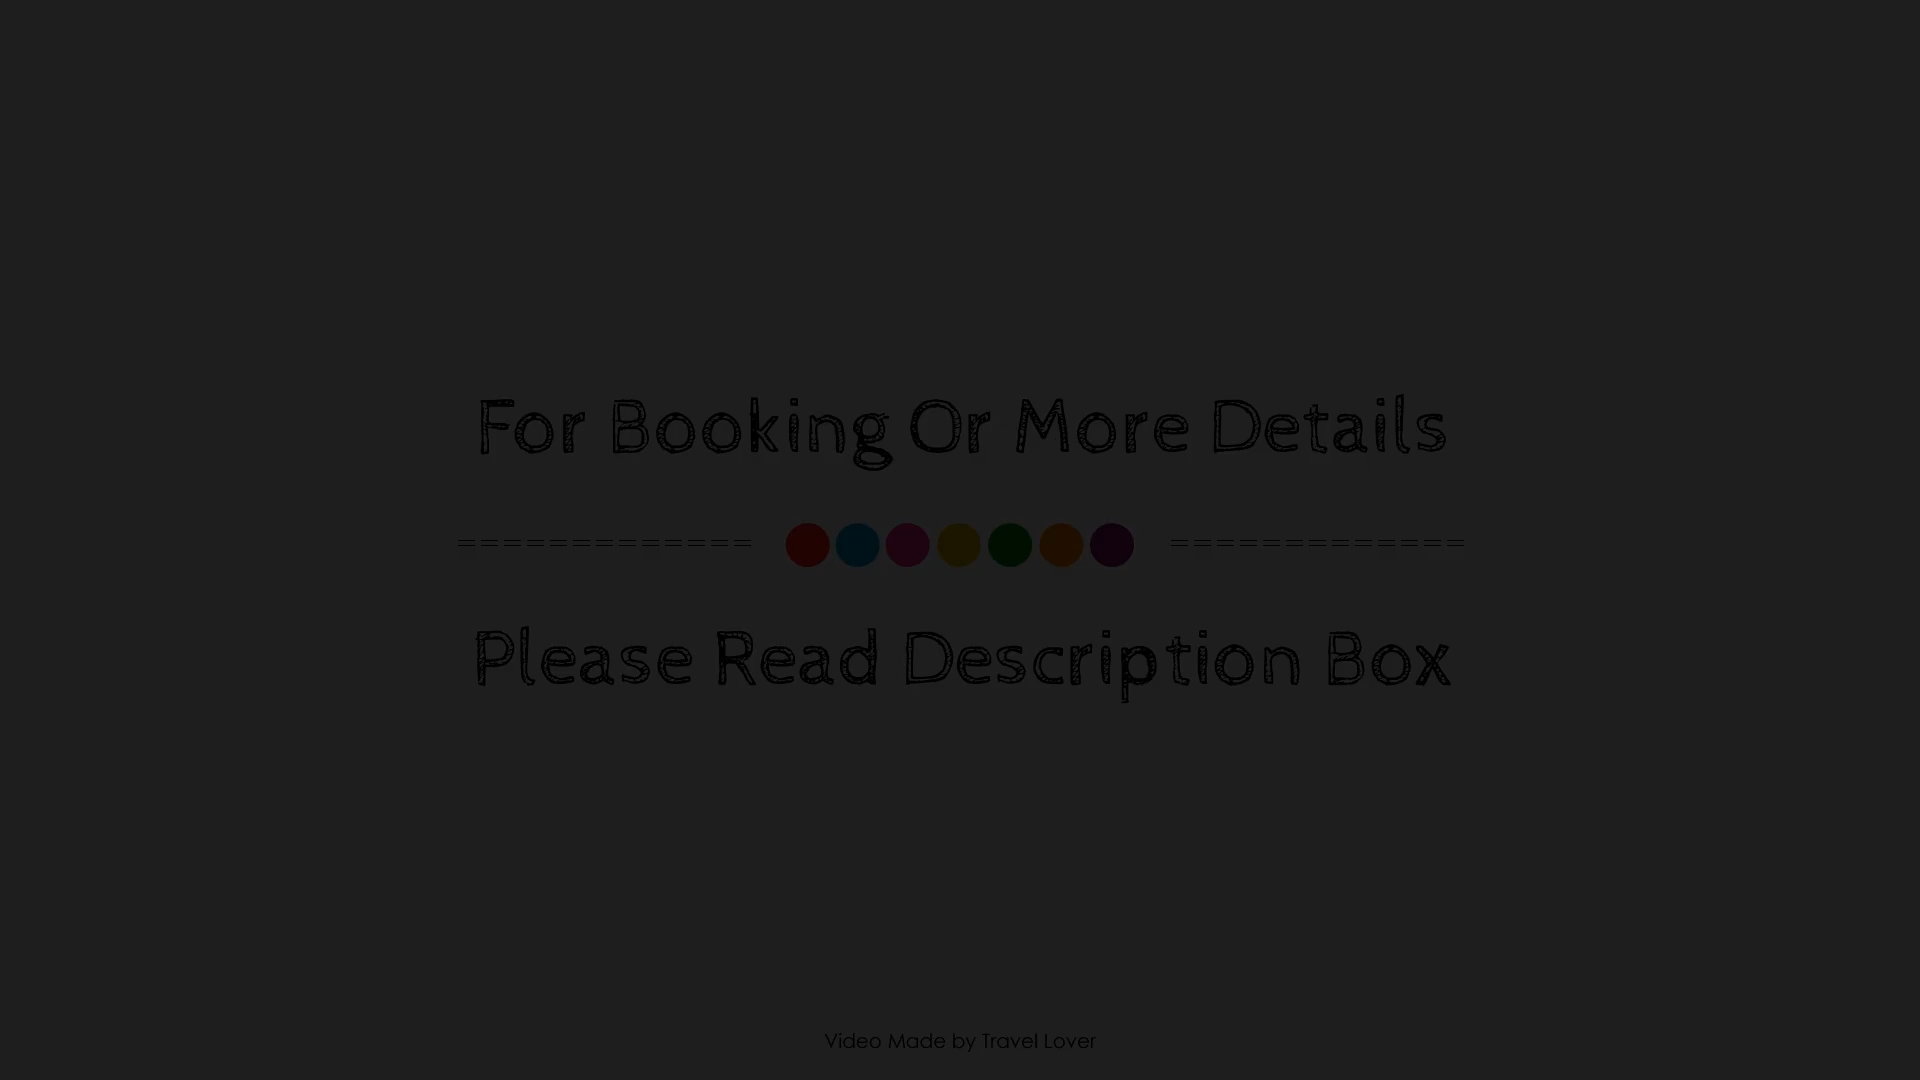 For Booking Or More Details
============= =============
Please Read Description Box
Video Made by Travel Lover